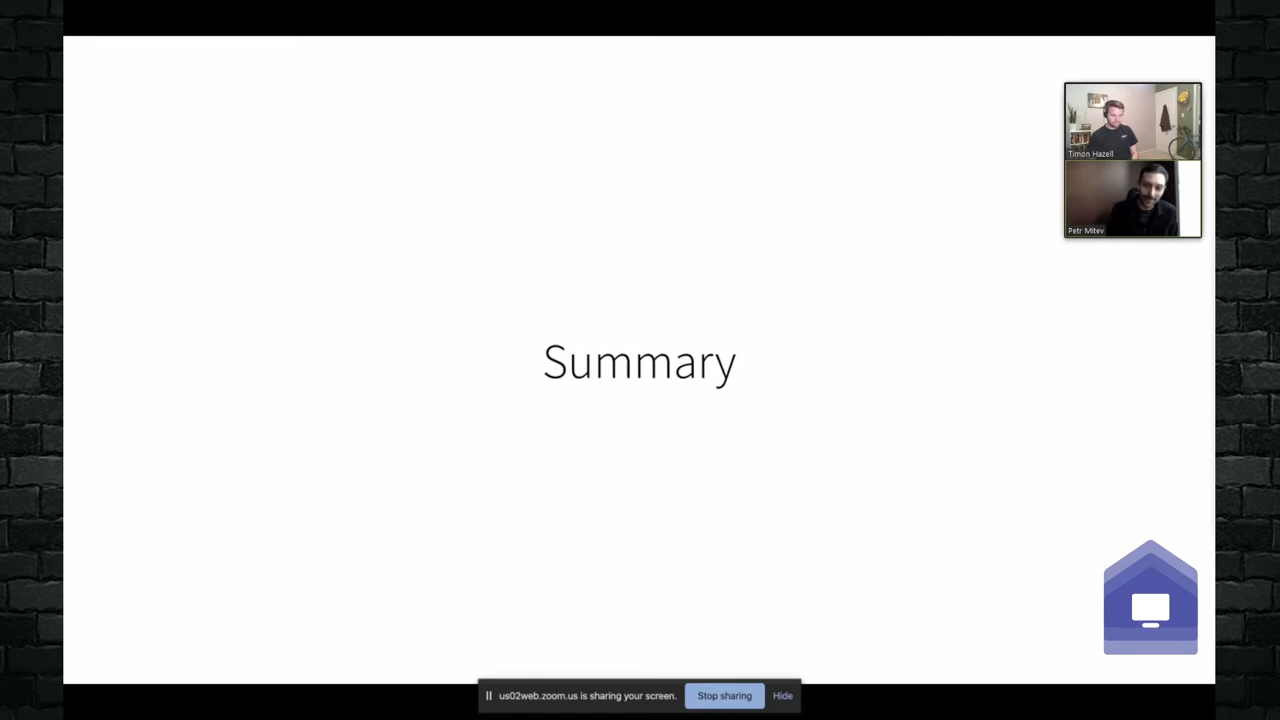 Timon Hazell
Petr Mitev
Summary
us02web.zoom.us is sharing your screen.
Stop sharing
Hide